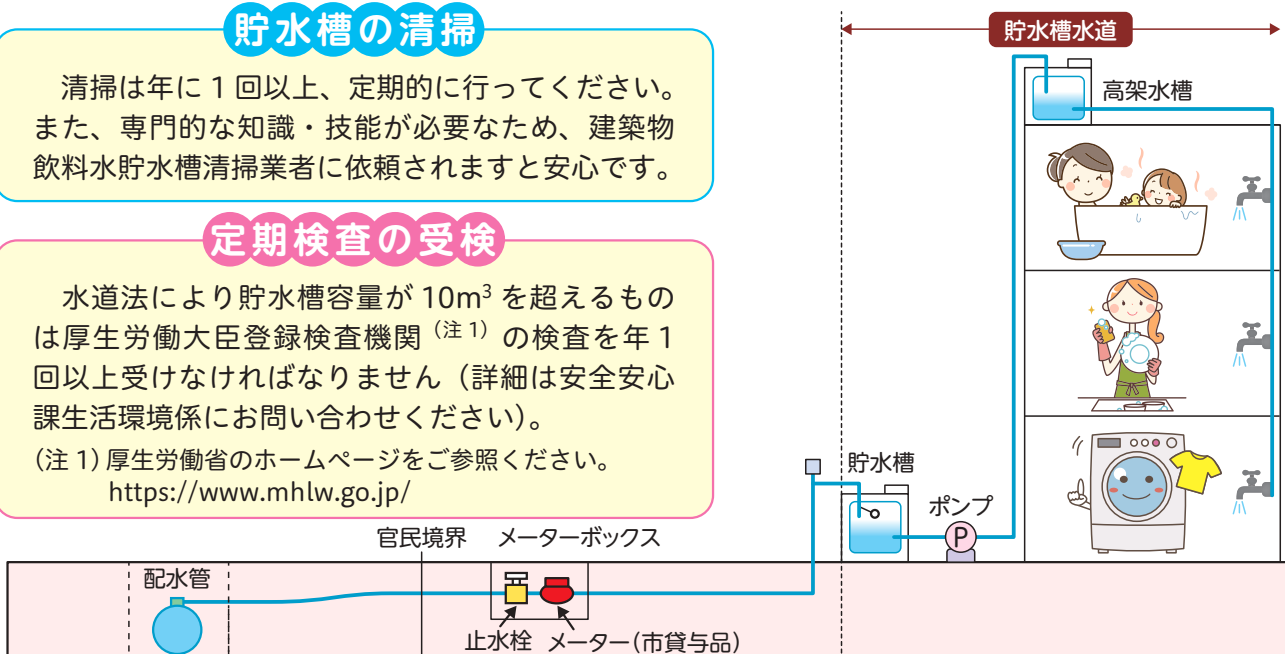 貯水槽の清掃
清掃は年に1回以上、定期的に行ってください。
また、専門的な知識・技能が必要なため、建築物
飲料水貯水槽清掃業者に依頼されますと安心です。
定期検査の受検
水道法により貯水槽容量が10m³を超えるもの
は厚生労働大臣登録検査機関(注1)の検査を年1
回以上受けなければなりません(詳細は安全安心
課生活環境係にお問い合わせください)。
(注1)厚生労働省のホームページをご参照ください。
https://www.mhlw.go.jp/
貯水槽水道
高架水槽
貯水槽
ポンプ
P
官民境界
メーターボックス
配水管
止水栓
メーター(市貸与品)